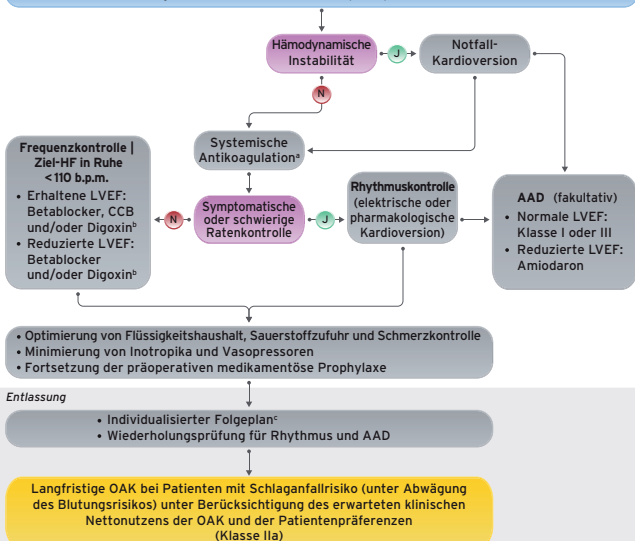 Hämodynamische
Instabilität
J
Notfall-
Kardioversion
N
Systemische
Antikoagulationᵃ
Frequenzkontrolle |
Ziel-HF in Ruhe
<110 b.p.m.
• Erhaltene LVEF:
Betablocker, CCB
und/oder Digoxinᵇ
• Reduzierte LVEF:
Betablocker
und/oder Digoxinᵇ
N
Symptomatische
oder schwierige
Ratenkontrolle
J
Rhythmuskontrolle
(elektrische oder
pharmakologische
Kardioversion)
AAD (fakultativ)
• Normale LVEF:
Klasse I oder III
• Reduzierte LVEF:
Amiodaron
• Optimierung von Flüssigkeitshaushalt, Sauerstoffzufuhr und Schmerzkontrolle
• Minimierung von Inotropika und Vasopressoren
• Fortsetzung der präoperativen medikamentöse Prophylaxe
Entlassung
• Individualisierter Folgeplanᶜ
• Wiederholungsprüfung für Rhythmus und AAD
Langfristige OAK bei Patienten mit Schlaganfallrisiko (unter Abwägung
des Blutungsrisikos) unter Berücksichtigung des erwarteten klinischen
Nettonutzens der OAK und der Patientenpräferenzen
(Klasse IIa)